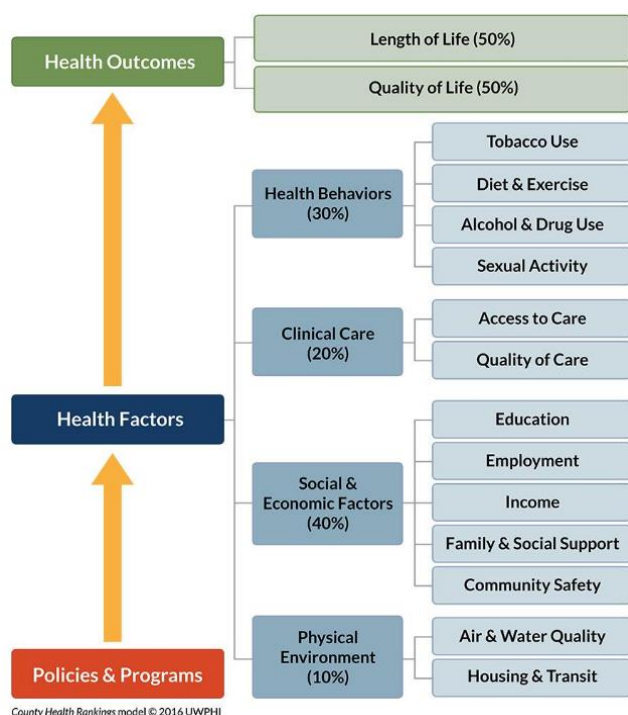 Health Outcomes
Length of Life (50%)
Quality of Life (50%)
Health Behaviors
(30%)
Tobacco Use
Diet & Exercise
Alcohol & Drug Use
Sexual Activity
Clinical Care
(20%)
Access to Care
Quality of Care
Health Factors
Social &
Economic Factors
(40%)
Education
Employment
Income
Family & Social Support
Community Safety
Physical
Environment
(10%)
Air & Water Quality
Housing & Transit
Policies & Programs
County Health Rankings model © 2016 UWPHI